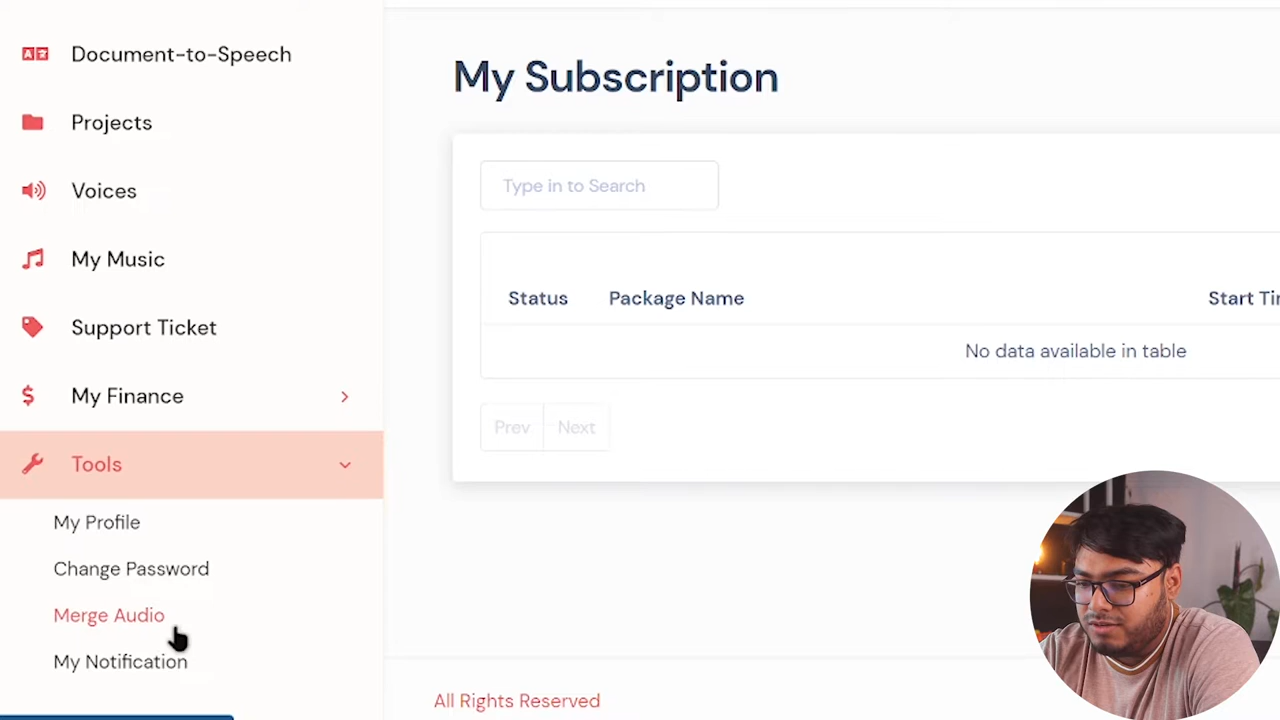 Document-to-Speech
Projects
Voices
My Music
Support Ticket
My Finance
Tools
My Profile
Change Password
Merge Audio
My Notification
My Subscription
Type in to Search
Status Package Name Start Ti
No data available in table
Prev Next
All Rights Reserved